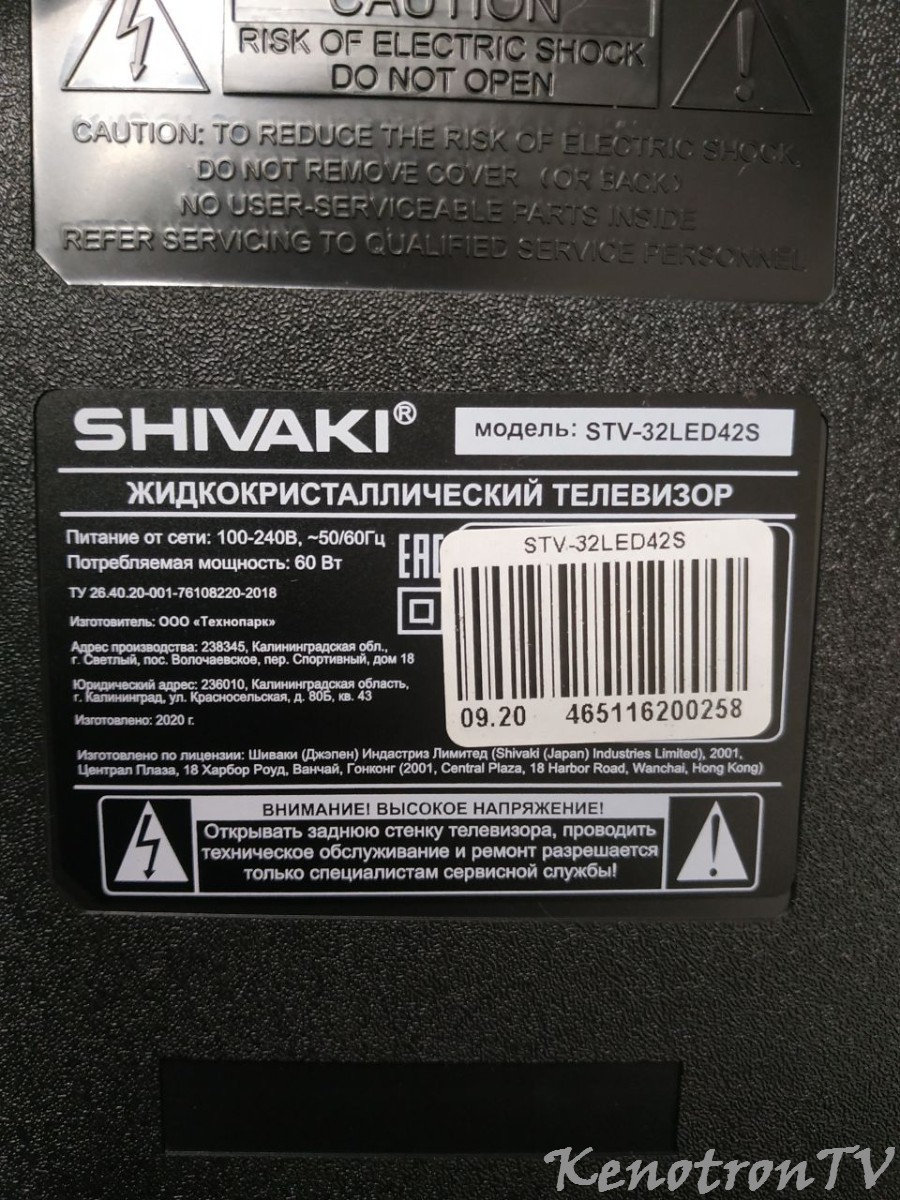 CAUTION
RISK OF ELECTRIC SHOCK
DO NOT OPEN
CAUTION: TO REDUCE THE RISK OF ELECTRIC SHOCK,
DO NOT REMOVE COVER (OR BACK)
NO USER-SERVICEABLE PARTS INSIDE
REFER SERVICING TO QUALIFIED SERVICE PERSONNEL
SHIVAKI®
модель: STV-32LED42S
ЖИДКОКРИСТАЛЛИЧЕСКИЙ ТЕЛЕВИЗОР
Питание от сети: 100-240В, ~50/60Гц
Потребляемая мощность: 60 Вт
ТУ 26.40.20-001-76108220-2018
Изготовитель: ООО «Технопарк»
Адрес производства: 238345, Калининградская обл.,
г. Светлый, пос. Волочаевское, пер. Спортивный, дом 18
Юридический адрес: 236010, Калининградская область,
г. Калининград, ул. Красносельская, д. 80Б, кв. 43
Изготовлено: 2020 г.
EAC
STV-32LED42S
09.20 465116200258
Изготовлено по лицензии: Шиваки (Джэпен) Индастриз Лимитед (Shivaki (Japan) Industries Limited), 2001,
Централ Плаза, 18 Харбор Роуд, Ванчай, Гонконг (2001, Central Plaza, 18 Harbor Road, Wanchai, Hong Kong)
ВНИМАНИЕ! ВЫСОКОЕ НАПРЯЖЕНИЕ!
Открывать заднюю стенку телевизора, проводить
техническое обслуживание и ремонт разрешается
только специалистам сервисной службы!
KenotronTV